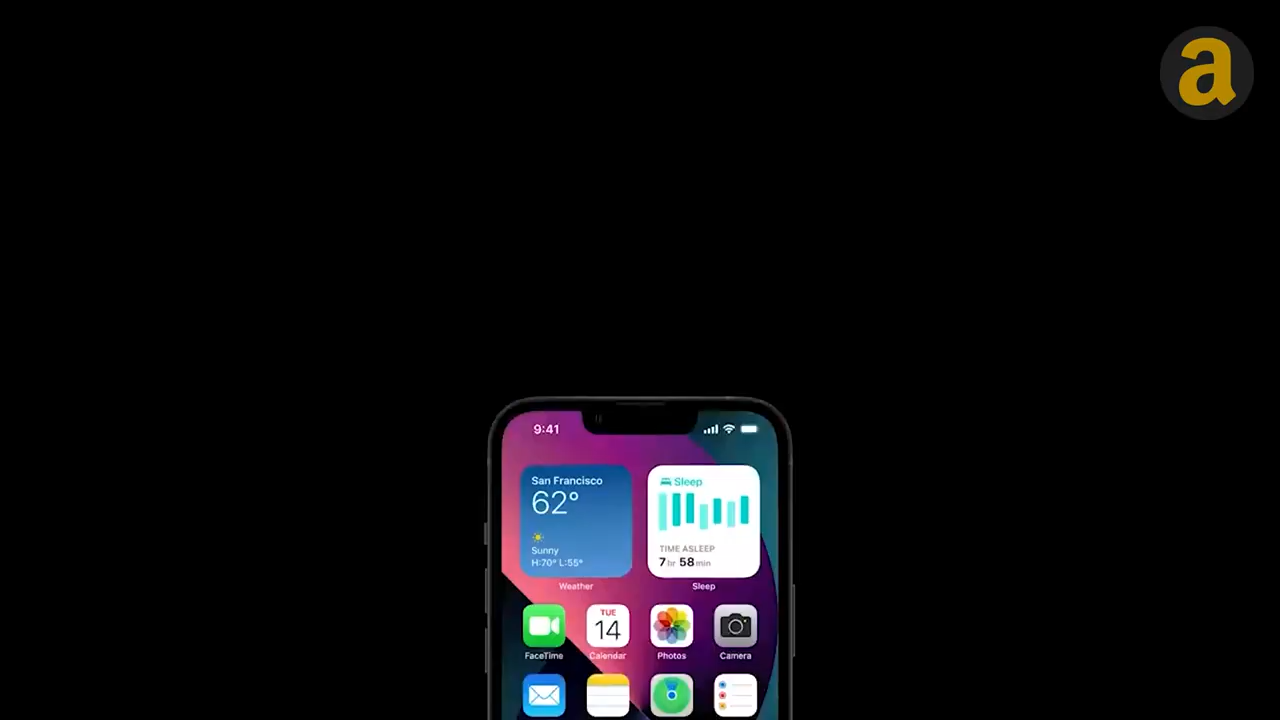 a
9:41
San Francisco
62°
Sunny
H:70° L:55°
Weather
Sleep
TIME ASLEEP
7 hr 58 min
Sleep
FaceTime
TUE
14
Calendar
Photos
Camera